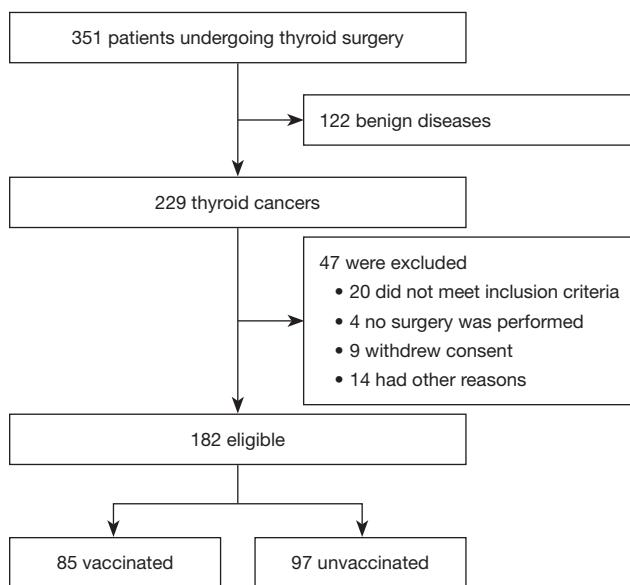 351 patients undergoing thyroid surgery
122 benign diseases
229 thyroid cancers
47 were excluded
• 20 did not meet inclusion criteria
• 4 no surgery was performed
• 9 withdrew consent
• 14 had other reasons
182 eligible
85 vaccinated
97 unvaccinated